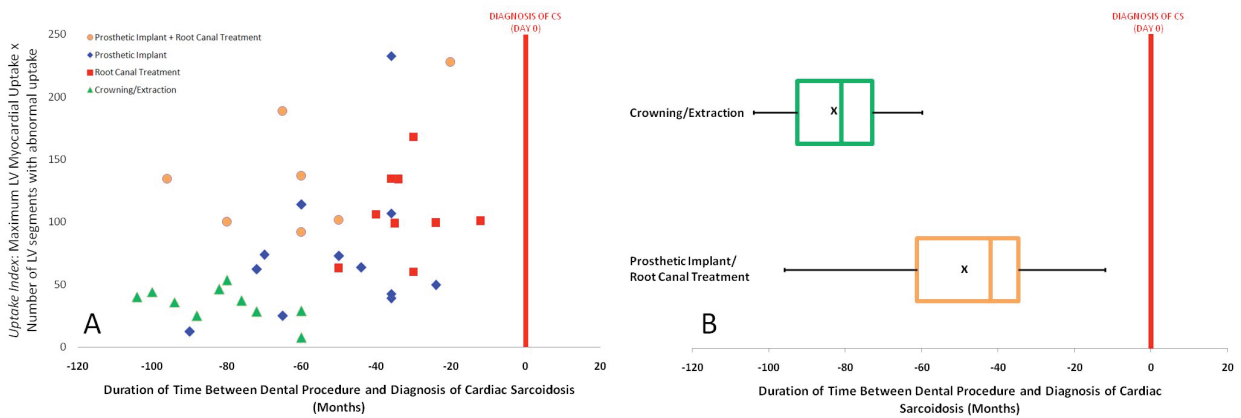 DIAGNOSIS OF CS
(DAY 0)
Prosthetic Implant + Root Canal Treatment
Prosthetic Implant
Root Canal Treatment
Crowning/Extraction
Uptake Index: Maximum LV Myocardial Uptake x
Number of LV segments with abnormal uptake
250
200
150
100
50
0
A
-120 -100 -80 -60 -40 -20 0 20
Duration of Time Between Dental Procedure and Diagnosis of Cardiac Sarcoidosis
(Months)
DIAGNOSIS OF CS
(DAY 0)
Crowning/Extraction
X
Prosthetic Implant/
Root Canal Treatment
X
B
-120 -100 -80 -60 -40 -20 0 20
Duration of Time Between Dental Procedure and Diagnosis of Cardiac
Sarcoidosis (Months)